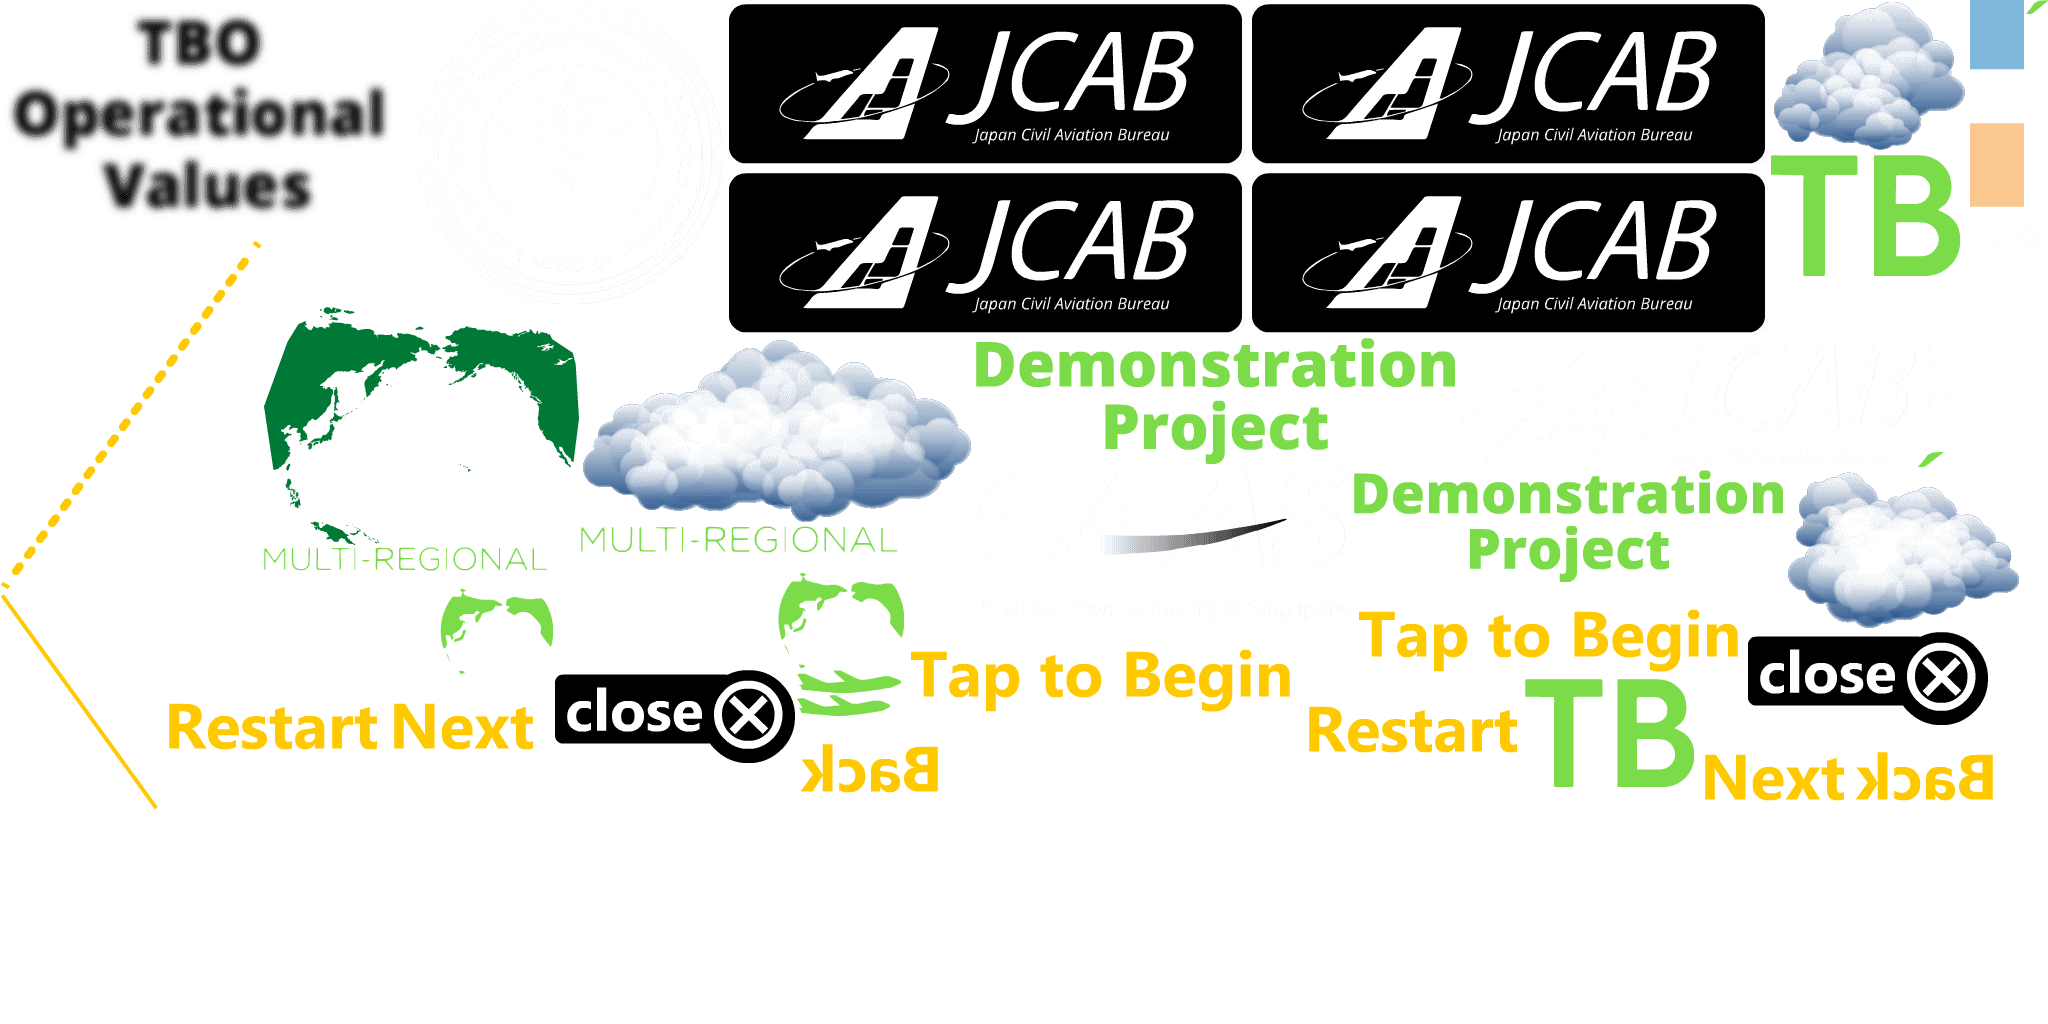 TBO
Operational
Values
JCAB
Japan Civil Aviation Bureau
JCAB
Japan Civil Aviation Bureau
JCAB
Japan Civil Aviation Bureau
JCAB
Japan Civil Aviation Bureau
TB
Demonstration
Project
MULTI-REGIONAL
MULTI-REGIONAL
Demonstration
Project
Tap to Begin
Tap to Begin
close
close
Restart
Next
Restart
TB
Back
Next
Back